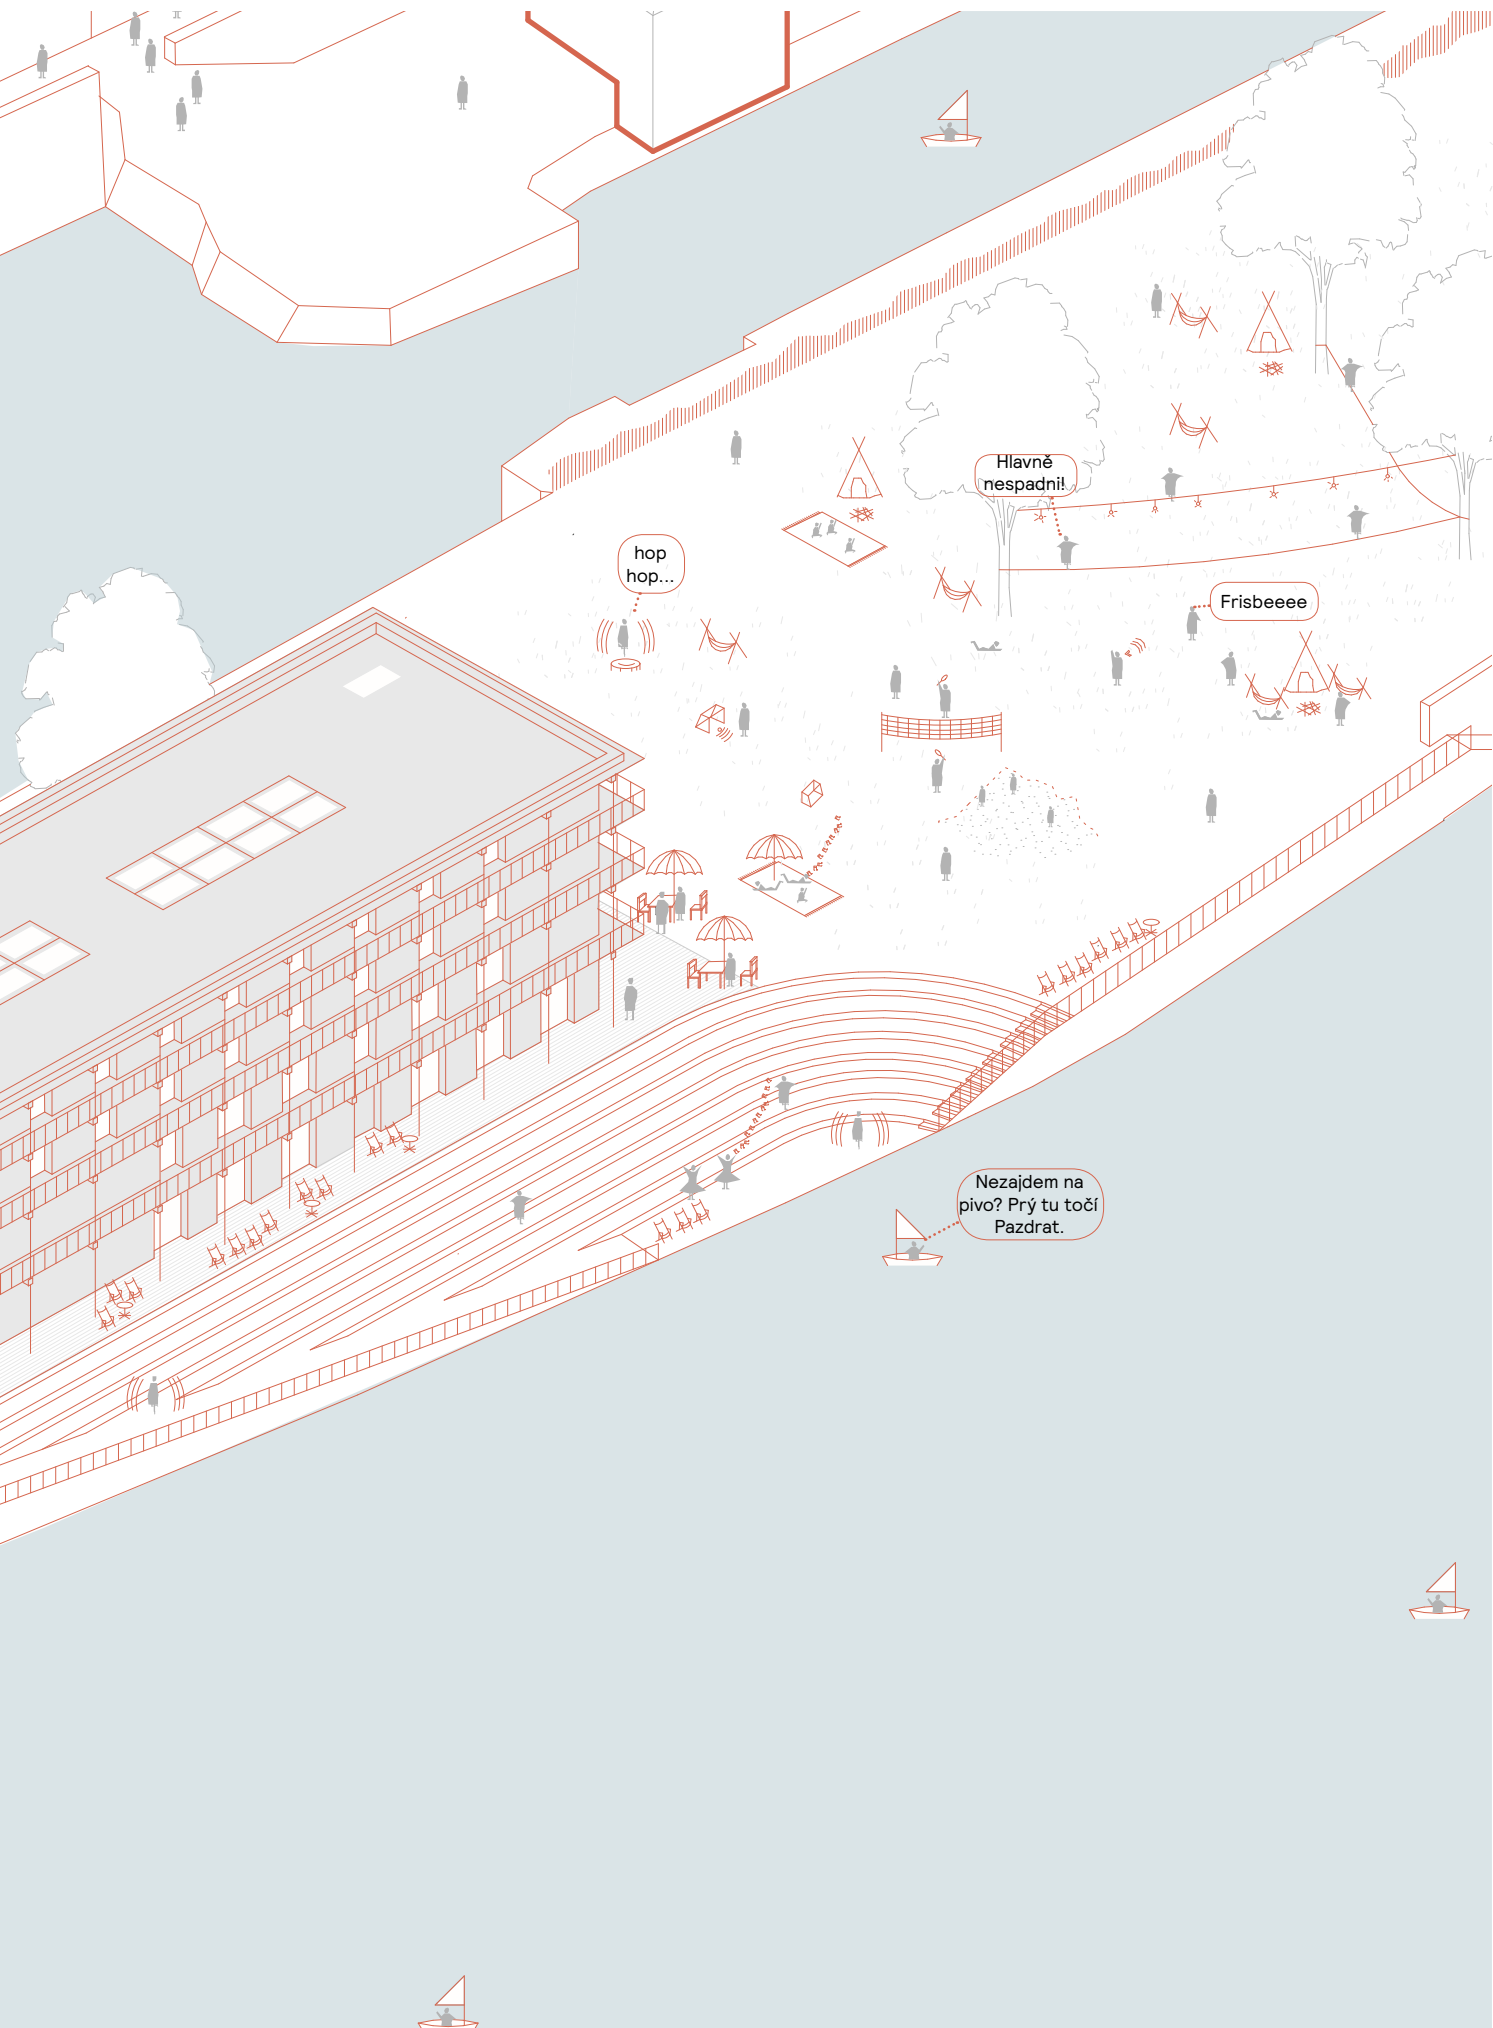 Hlavně
nespadni!
hop
hop...
Frisbeeee
Nezajdem na
pivo? Prý tu točí
Pazdrat.